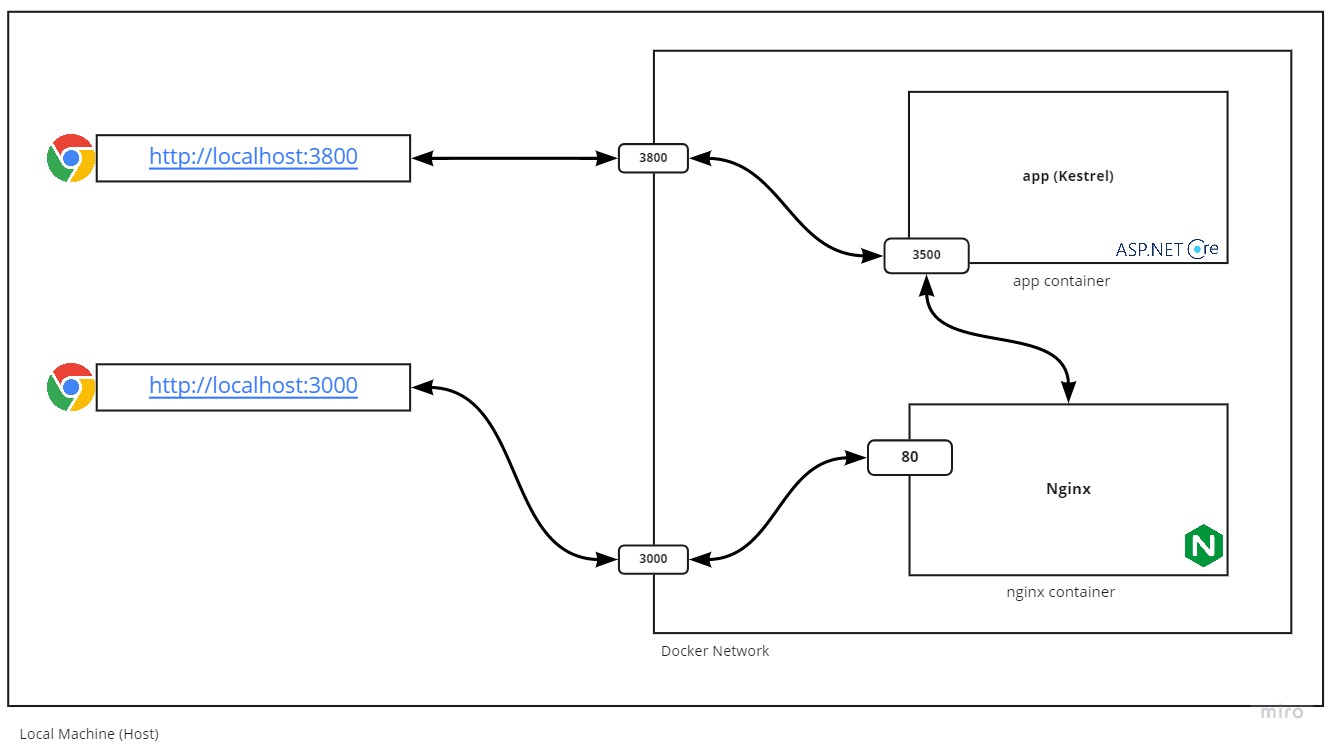 http://localhost:3800
3800
app (Kestrel)
ASP.NET Core
3500
app container
http://localhost:3000
80
Nginx
N
3000
nginx container
Docker Network
miro
Local Machine (Host)